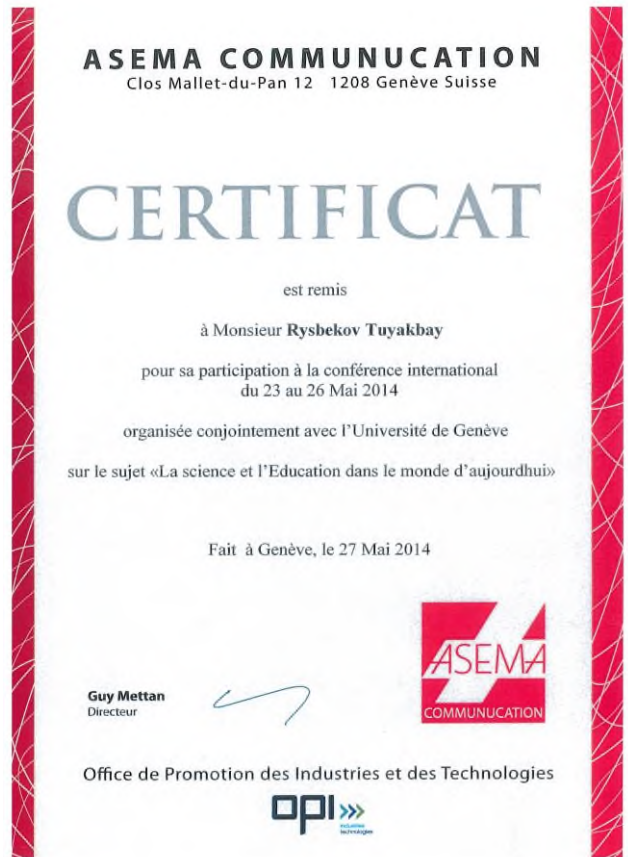 ASEMA COMMUNUCATION
Clos Mallet-du-Pan 12 1208 Genève Suisse
CERTIFICAT
est remis
à Monsieur Rysbekov Tuyakbay
pour sa participation à la conférence international
du 23 au 26 Mai 2014
organisée conjointement avec l'Université de Genève
sur le sujet «La science et l'Education dans le monde d'aujourdhui»
Fait à Genève, le 27 Mai 2014
ASEMA
COMMUNUCATION
Guy Mettan
Directeur
Office de Promotion des Industries et des Technologies
opi
industries
technologies